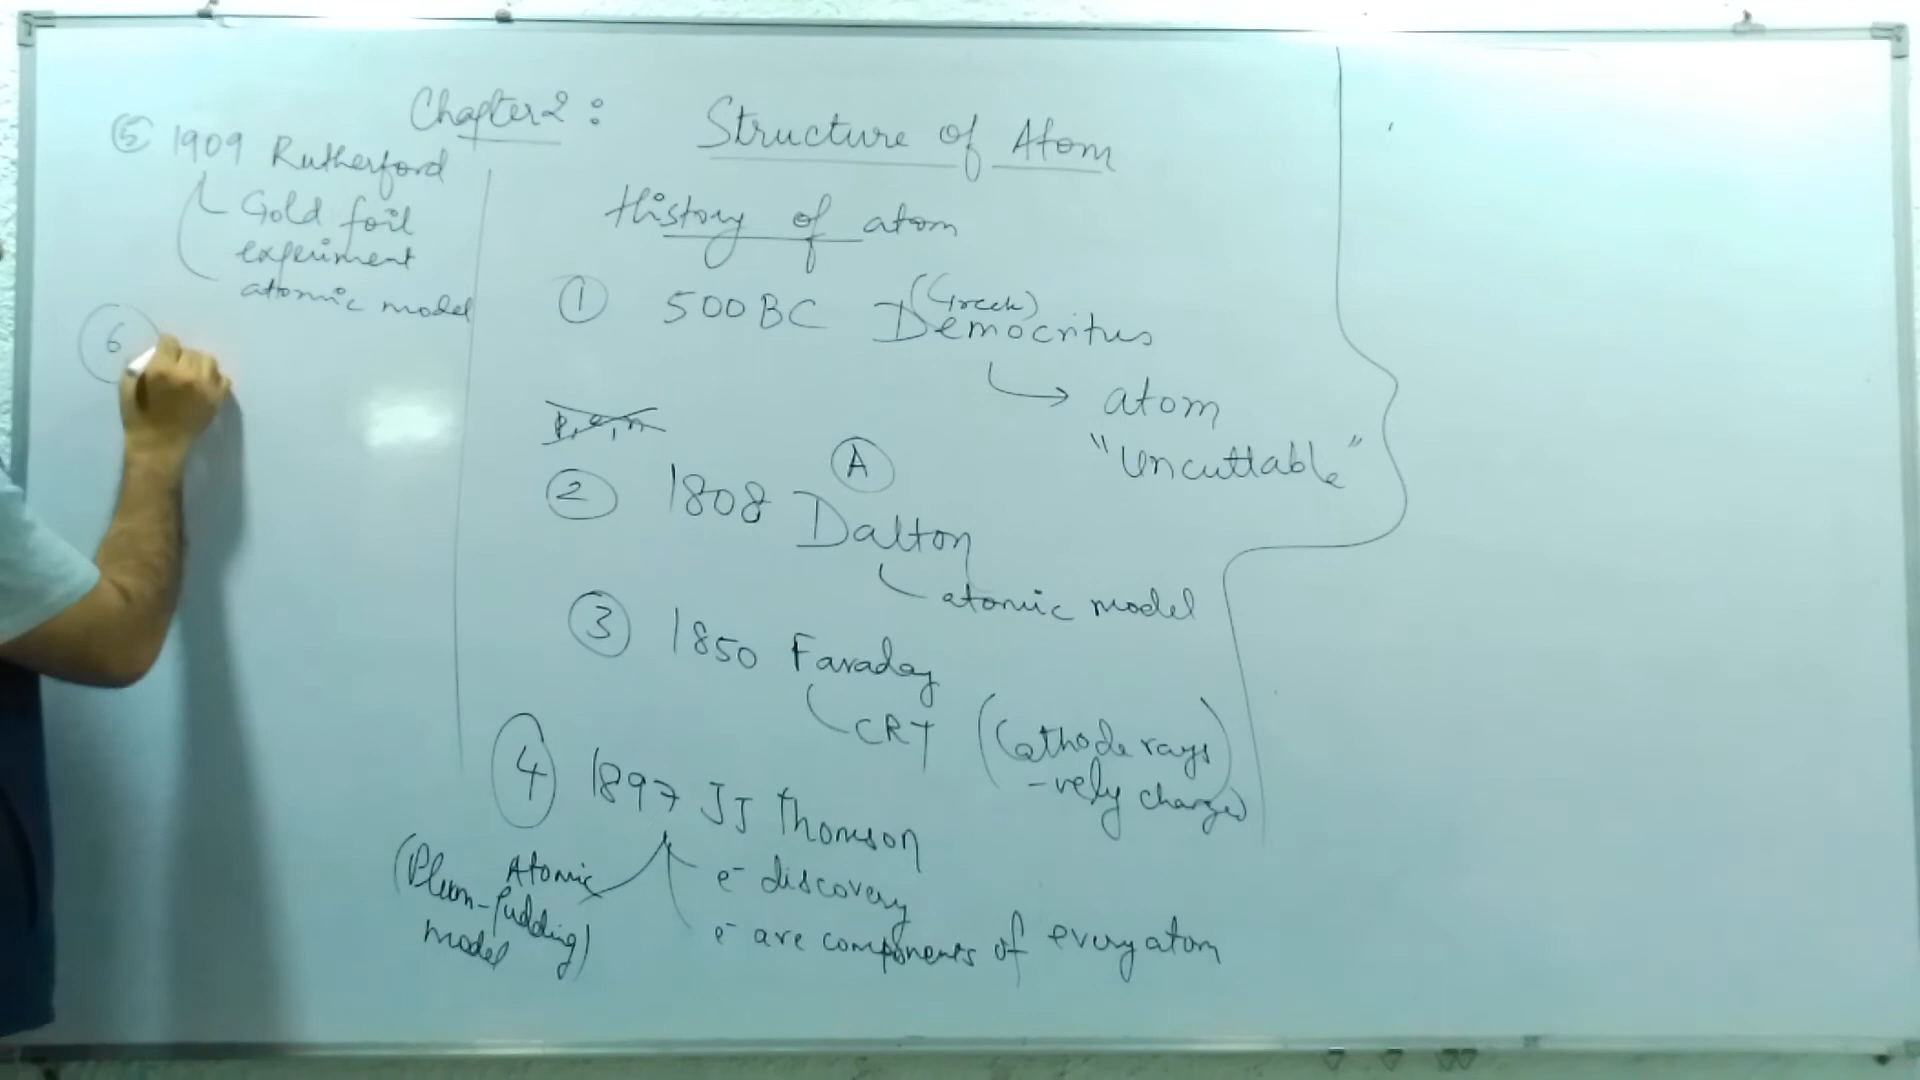 Chapter 2 : Structure of Atom
History of atom
① 500 BC Democritus (Greek)
atom
"Uncuttable"
p, e, n
② 1808 Dalton
Ⓐ
atomic model
③ 1850 Faraday
CRT (Cathode rays
-vely charged)
④ 1897 JJ Thomson
e⁻ discovery
e⁻ are components of every atom
Atomic
model
(Plum-Pudding)
⑤ 1909 Rutherford
Gold foil
experiment
atomic model
⑥